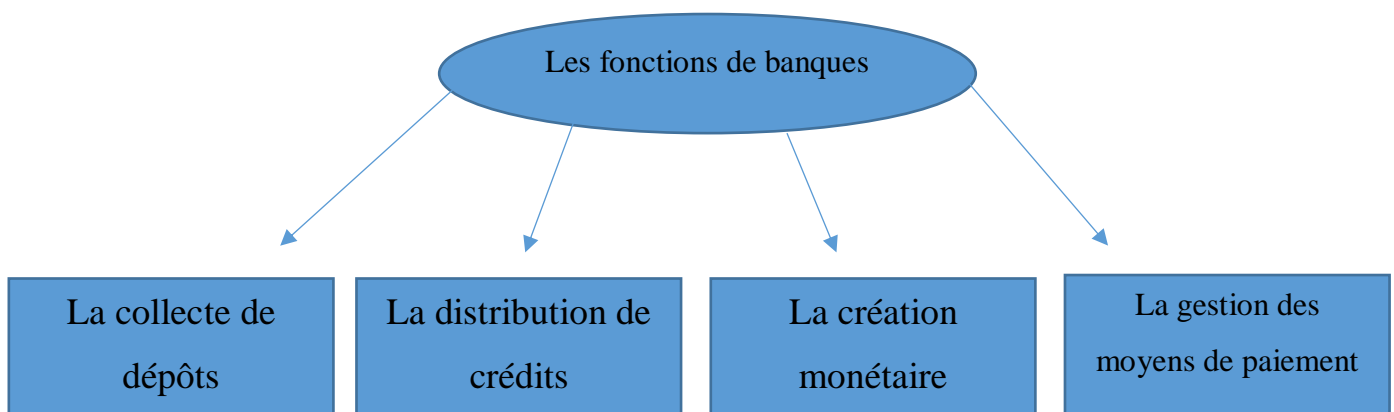 Les fonctions de banques
La collecte de
dépôts
La distribution de
crédits
La création
monétaire
La gestion des
moyens de paiement